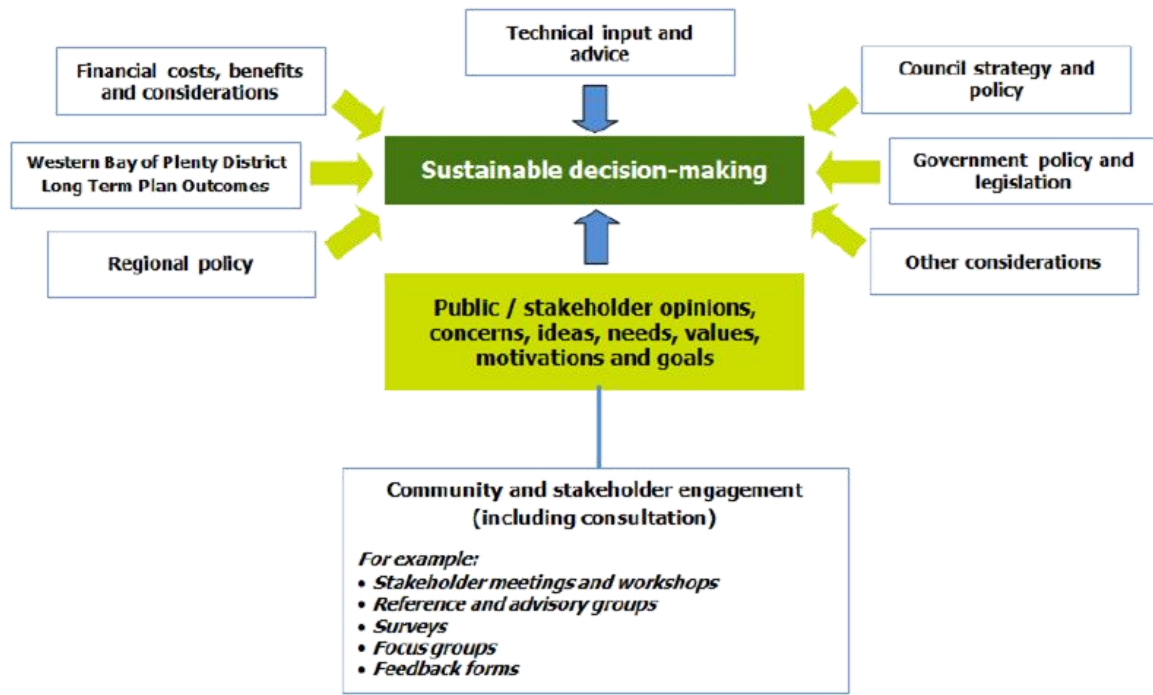 Technical input and
advice
Financial costs, benefits
and considerations
Council strategy and
policy
Western Bay of Plenty District
Long Term Plan Outcomes
Sustainable decision-making
Government policy and
legislation
Regional policy
Other considerations
Public / stakeholder opinions,
concerns, ideas, needs, values,
motivations and goals
Community and stakeholder engagement
(including consultation)
For example:
• Stakeholder meetings and workshops
• Reference and advisory groups
• Surveys
• Focus groups
• Feedback forms